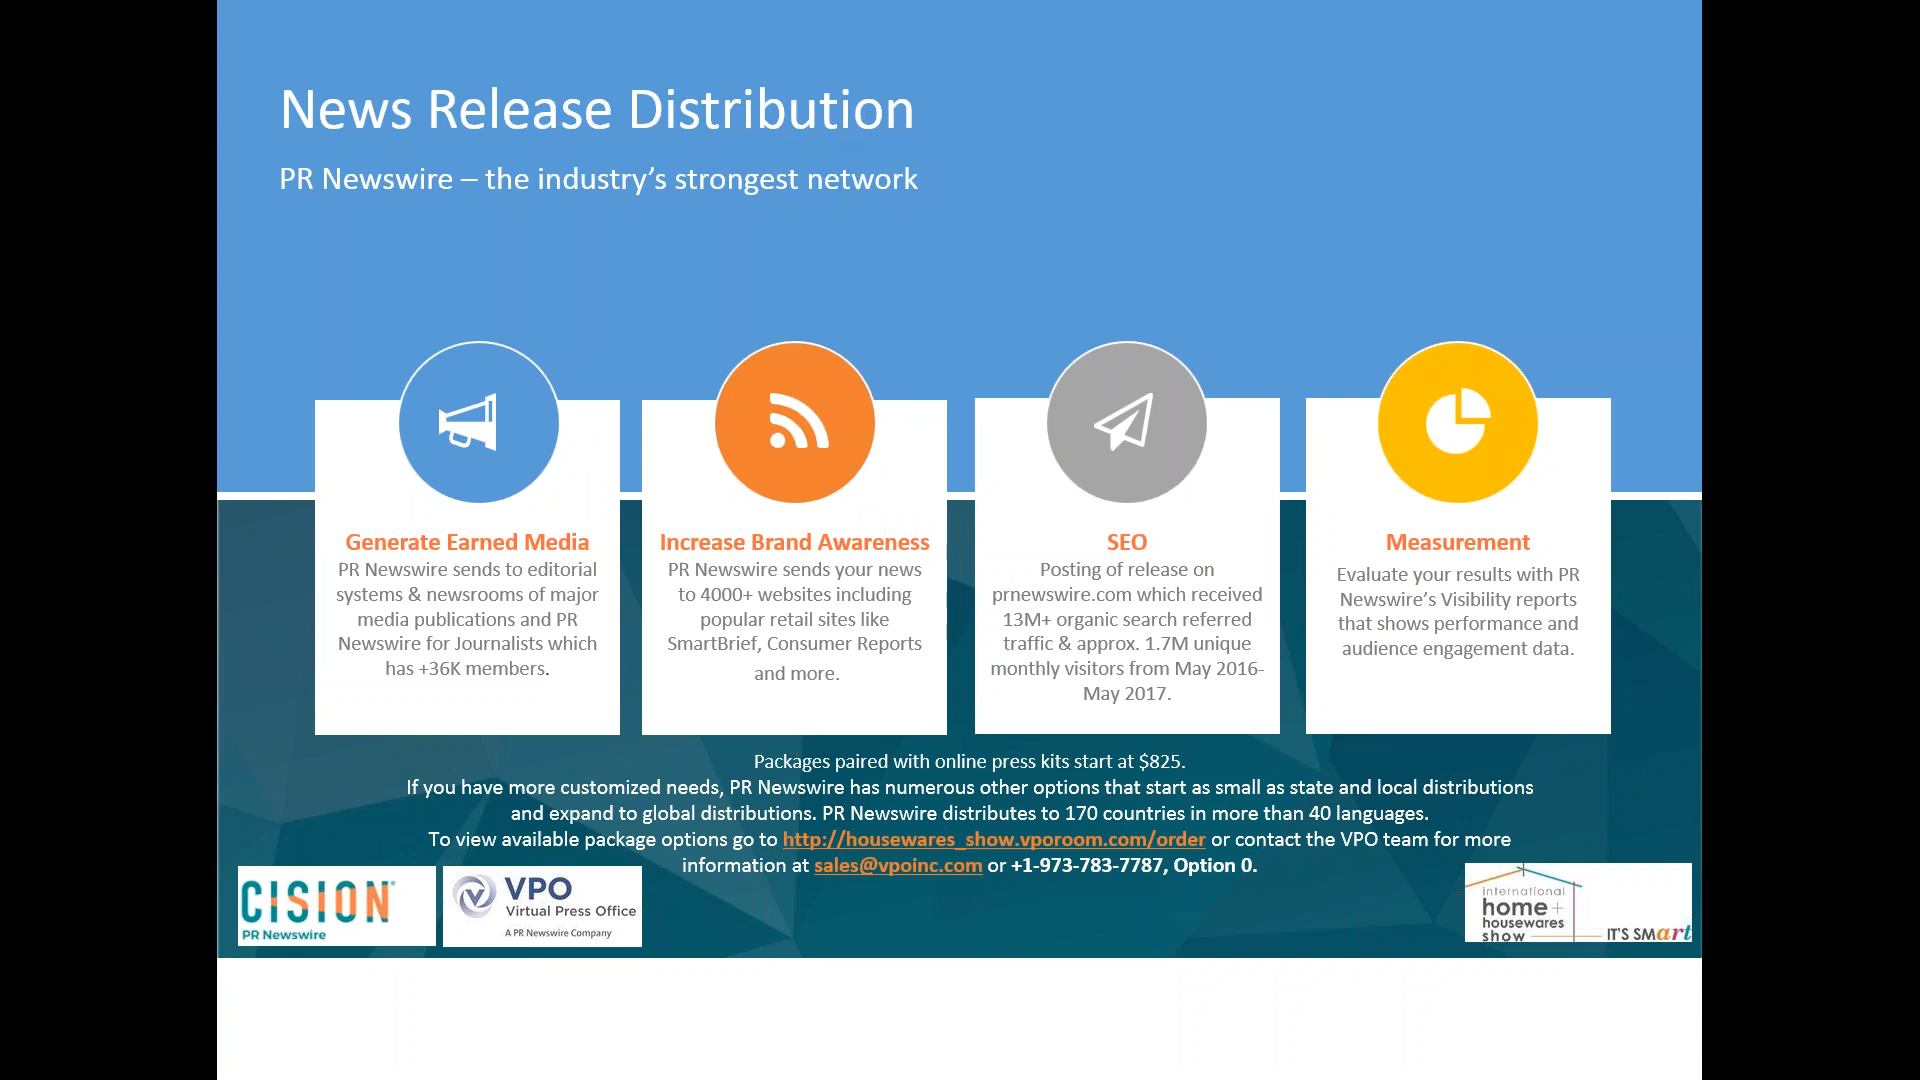 News Release Distribution
PR Newswire – the industry’s strongest network
Generate Earned Media
PR Newswire sends to editorial
systems & newsrooms of major
media publications and PR
Newswire for Journalists which
has +36K members.
Increase Brand Awareness
PR Newswire sends your news
to 4000+ websites including
popular retail sites like
SmartBrief, Consumer Reports
and more.
SEO
Posting of release on
prnewswire.com which received
13M+ organic search referred
traffic & approx. 1.7M unique
monthly visitors from May 2016-
May 2017.
Measurement
Evaluate your results with PR
Newswire’s Visibility reports
that shows performance and
audience engagement data.
Packages paired with online press kits start at $825.
If you have more customized needs, PR Newswire has numerous other options that start as small as state and local distributions
and expand to global distributions. PR Newswire distributes to 170 countries in more than 40 languages.
To view available package options go to http://housewares_show.vporoom.com/order or contact the VPO team for more
information at sales@vpoinc.com or +1-973-783-7787, Option 0.
CISION®
PR Newswire
VPO
Virtual Press Office
A PR Newswire Company
international
home+
housewares
show
IT'S SMart